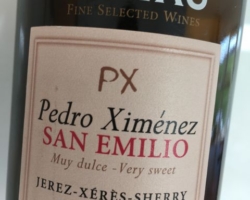 FINE SELECTED WINES
PX
Pedro Ximénez
SAN EMILIO
Muy dulce - Very sweet
JEREZ-XÉRÈS-SHERRY